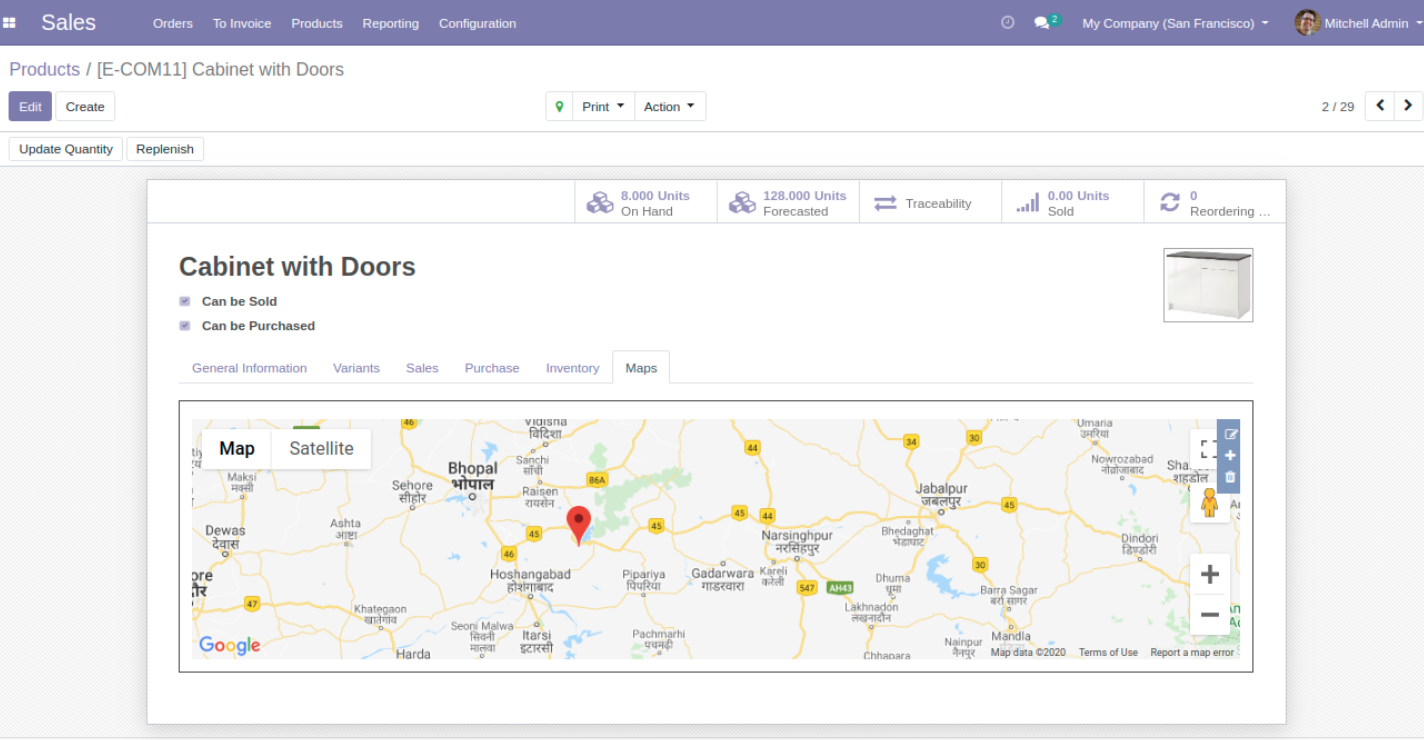 Sales Orders To Invoice Products Reporting Configuration 2 My Company (San Francisco) Mitchell Admin
Products / [E-COM11] Cabinet with Doors
Edit Create Print Action 2 / 29
Update Quantity Replenish
8.000 Units On Hand
128.000 Units Forecasted
Traceability
0.00 Units Sold
0 Reordering ...
Cabinet with Doors
Can be Sold
Can be Purchased
General Information Variants Sales Purchase Inventory Maps
Map Satellite
46
Vidisha
विदिशा
44
34
30
Umaria
उमरिया
Maksi
मक्सी
Sehore
सीहोर
Bhopal
भोपाल
Sanchi
सांची
86A
Raisen
रायसेन
Nowrozabad
नोव्रोजाबाद
शहडोल
Jabalpur
जबलपुर
45
Dewas
देवास
Ashta
आष्टा
45
45
45
44
Narsinghpur
नरसिंहपुर
Bhedaghat
भेडाघाट
Dindori
डिण्डोरी
46
Hoshangabad
होशंगाबाद
Pipariya
पिपरिया
Gadarwara
गाडरवारा
Kareli
करेली
547
AH43
Dhuma
धूमा
30
Barra Sagar
बर्रा सागर
47
Khategaon
खातेगांव
Lakhnadon
लखनादौन
Seoni Malwa
सिवनी
मालवा
Itarsi
इटारसी
Pachmarhi
पचमढ़ी
Nainpur
नैनपुर
Mandla
Harda
Chhapara
Google
Map data ©2020 Terms of Use Report a map error